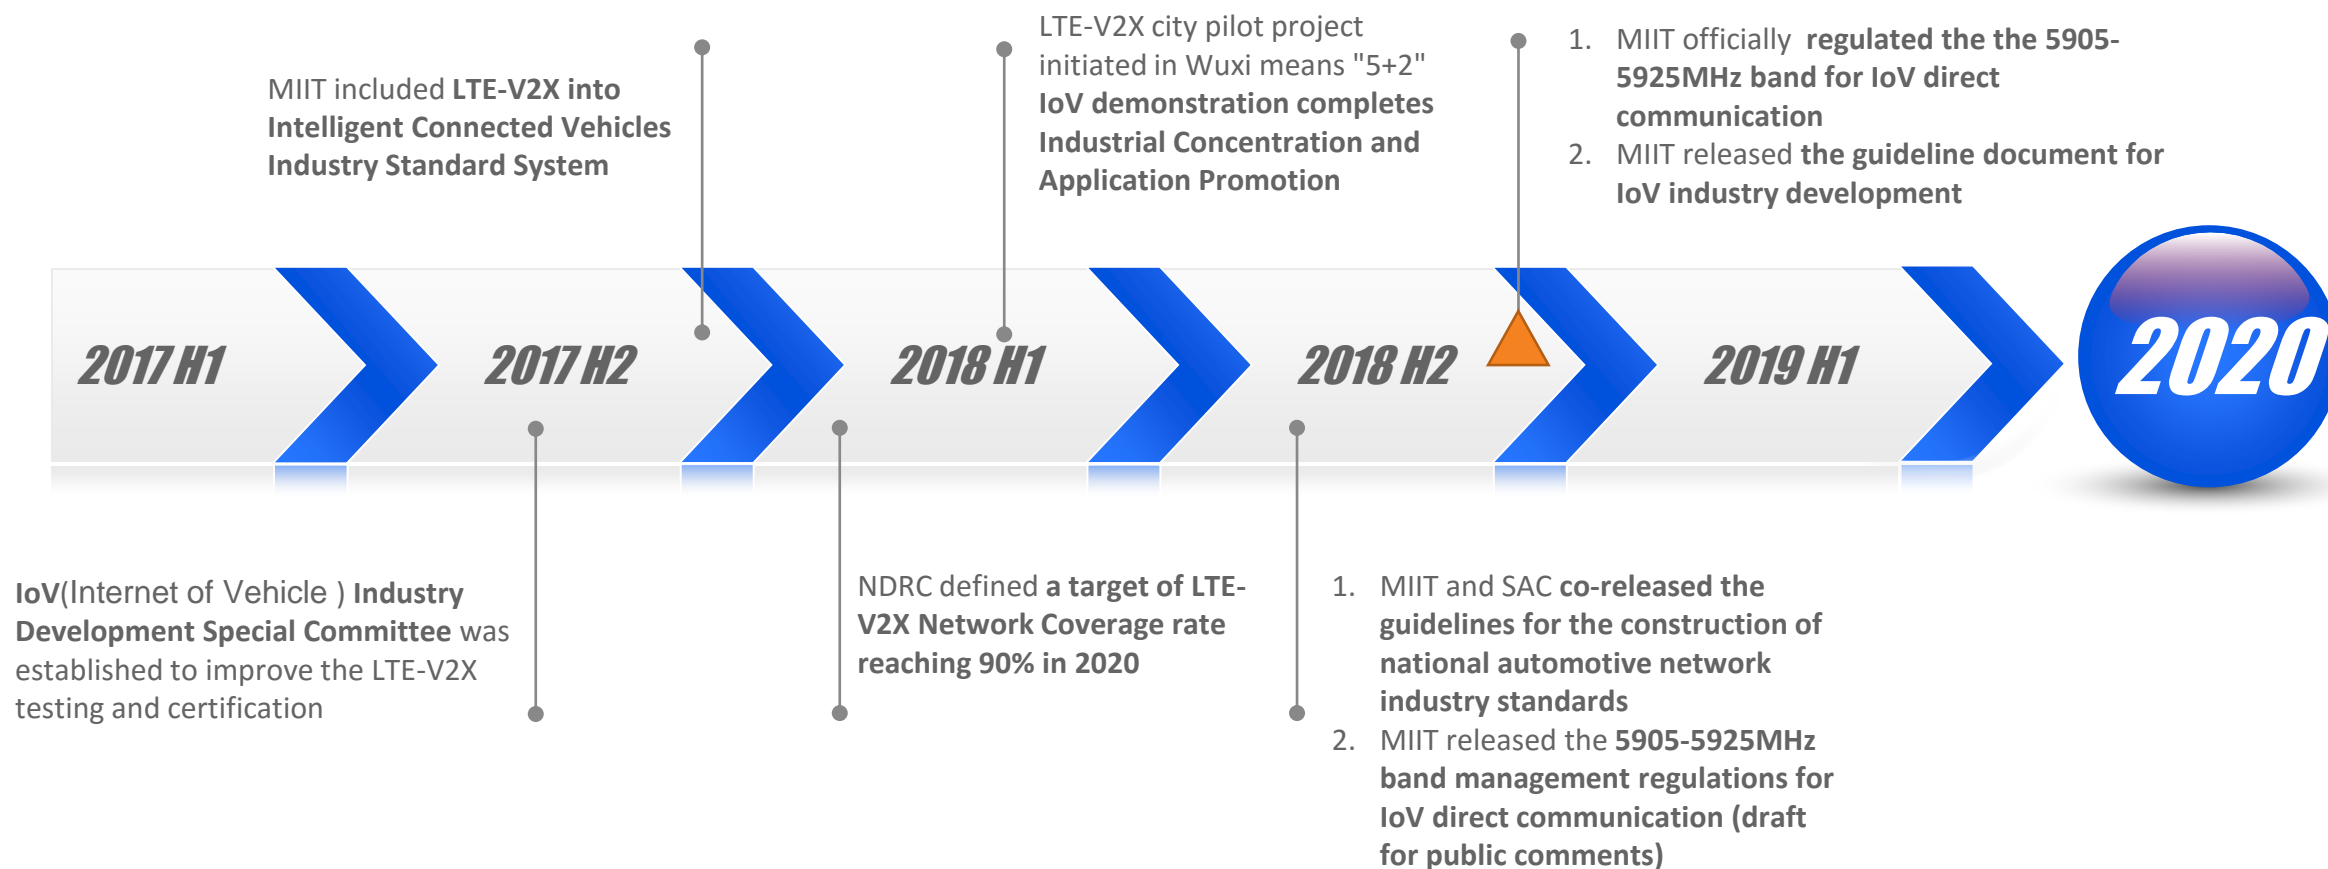 MIIT included LTE-V2X into
Intelligent Connected Vehicles
Industry Standard System
LTE-V2X city pilot project
initiated in Wuxi means "5+2"
IoV demonstration completes
Industrial Concentration and
Application Promotion
1. MIIT officially regulated the the 5905-
5925MHz band for IoV direct
communication
2. MIIT released the guideline document for
IoV industry development
2017 H1
2017 H2
2018 H1
2018 H2
2019 H1
2020
IoV(Internet of Vehicle ) Industry
Development Special Committee was
established to improve the LTE-V2X
testing and certification
NDRC defined a target of LTE-
V2X Network Coverage rate
reaching 90% in 2020
1. MIIT and SAC co-released the
guidelines for the construction of
national automotive network
industry standards
2. MIIT released the 5905-5925MHz
band management regulations for
IoV direct communication (draft
for public comments)